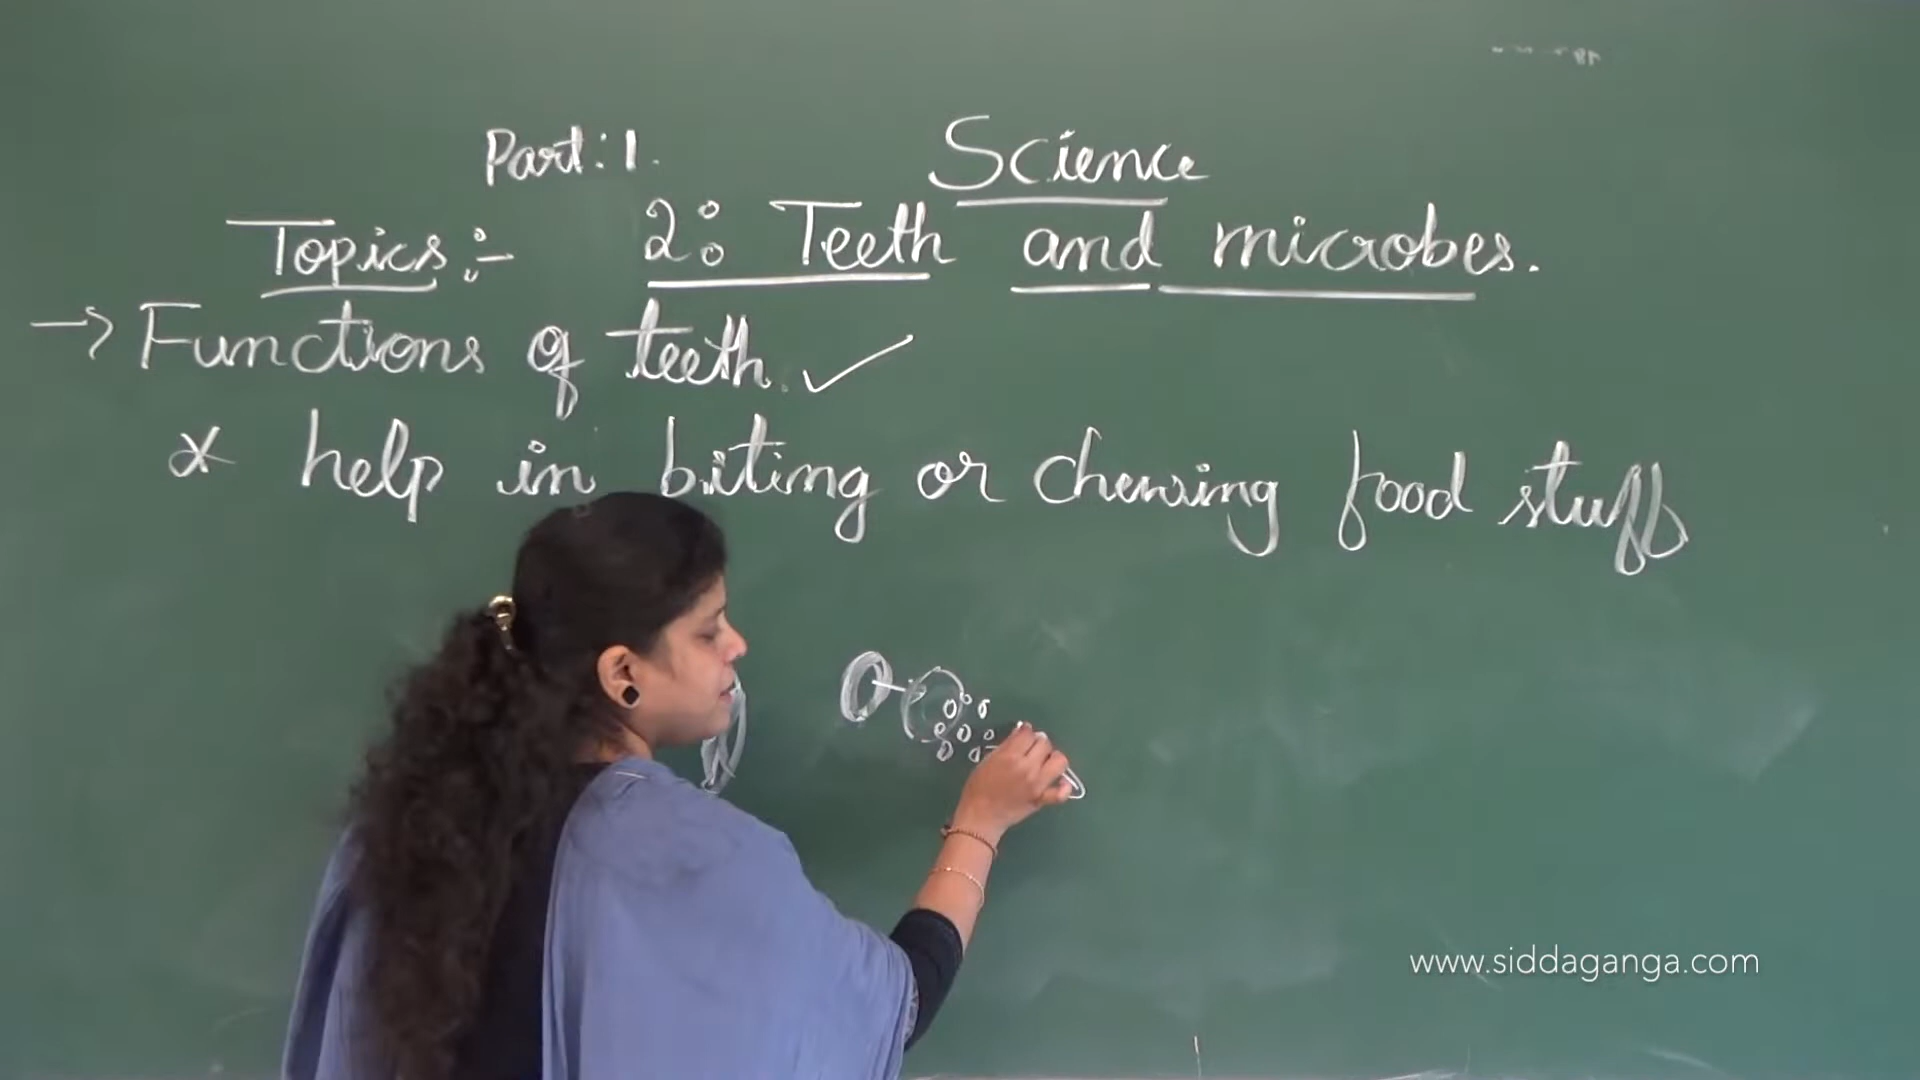 Part: 1.
Science
Topics :-
2: Teeth and microbes.
→ Functions of teeth. ✓
* help in biting or chewing food stuff
www.siddaganga.com